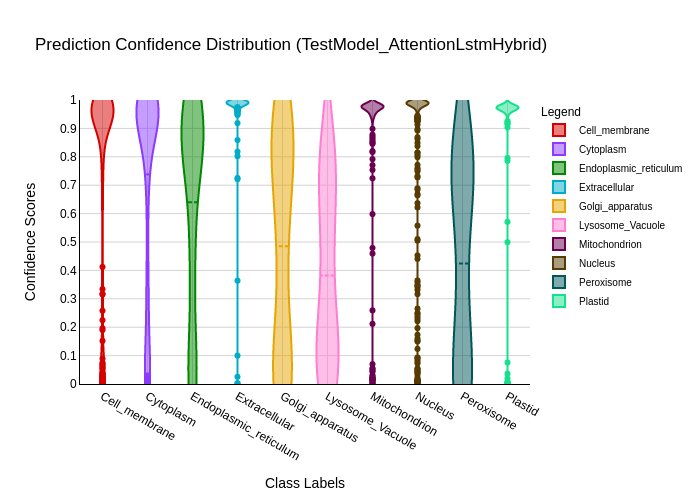 Prediction Confidence Distribution (TestModel_AttentionLstmHybrid)
Confidence Scores
1
0.9
0.8
0.7
0.6
0.5
0.4
0.3
0.2
0.1
0
Cell_membrane
Cytoplasm
Endoplasmic_reticulum
Extracellular
Golgi_apparatus
Lysosome_Vacuole
Mitochondrion
Nucleus
Peroxisome
Plastid
Class Labels
Legend
Cell_membrane
Cytoplasm
Endoplasmic_reticulum
Extracellular
Golgi_apparatus
Lysosome_Vacuole
Mitochondrion
Nucleus
Peroxisome
Plastid